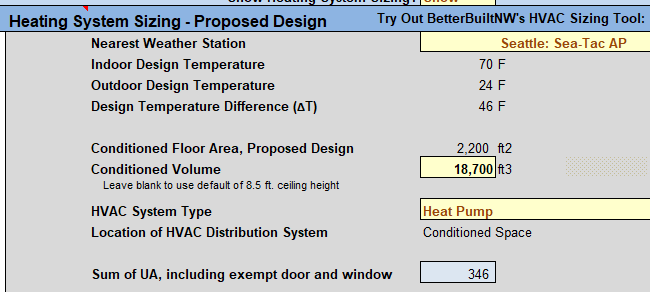 Heating System Sizing - Proposed Design Try Out BetterBuiltNW's HVAC Sizing Tool:
Nearest Weather Station Seattle: Sea-Tac AP
Indoor Design Temperature 70 F
Outdoor Design Temperature 24 F
Design Temperature Difference (ΔT) 46 F
Conditioned Floor Area, Proposed Design 2,200 ft2
Conditioned Volume 18,700 ft3
Leave blank to use default of 8.5 ft. ceiling height
HVAC System Type Heat Pump
Location of HVAC Distribution System Conditioned Space
Sum of UA, including exempt door and window 346